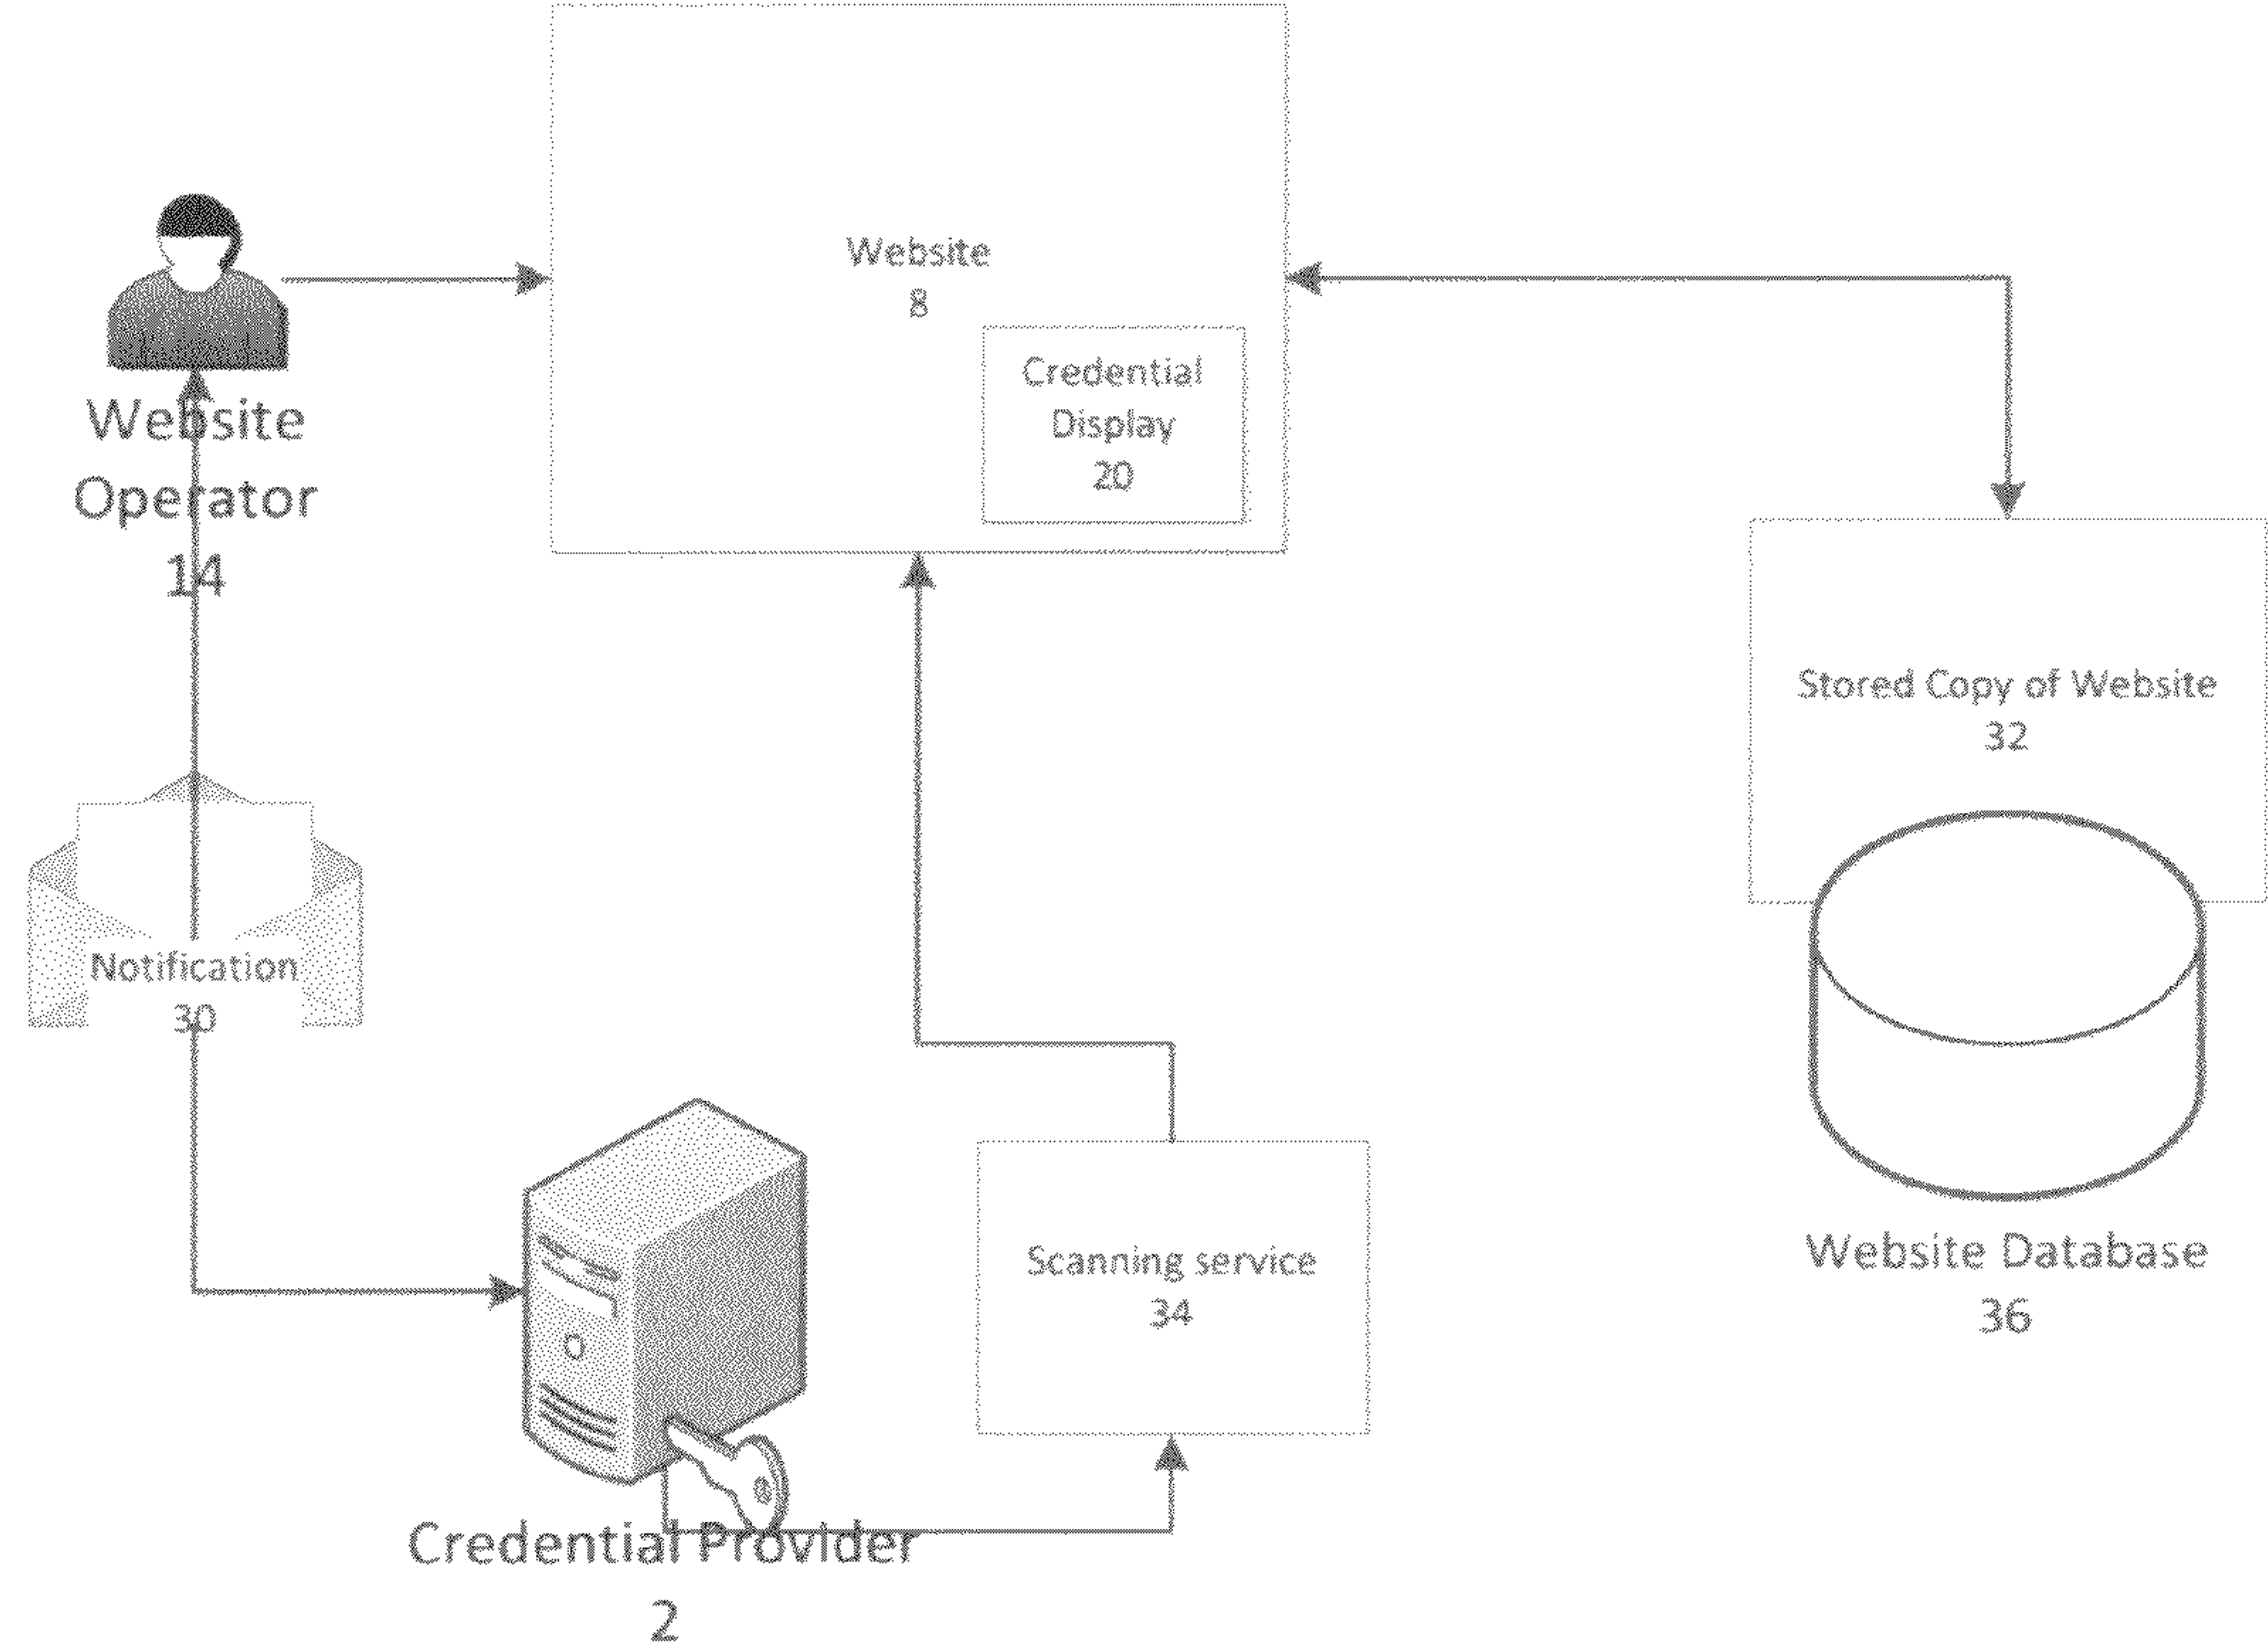 Website
8
Credential
Display
20
Website
Operator
14
Stored Copy of Website
32
Notification
30
Scanning service
34
Website Database
36
Credential Provider
2